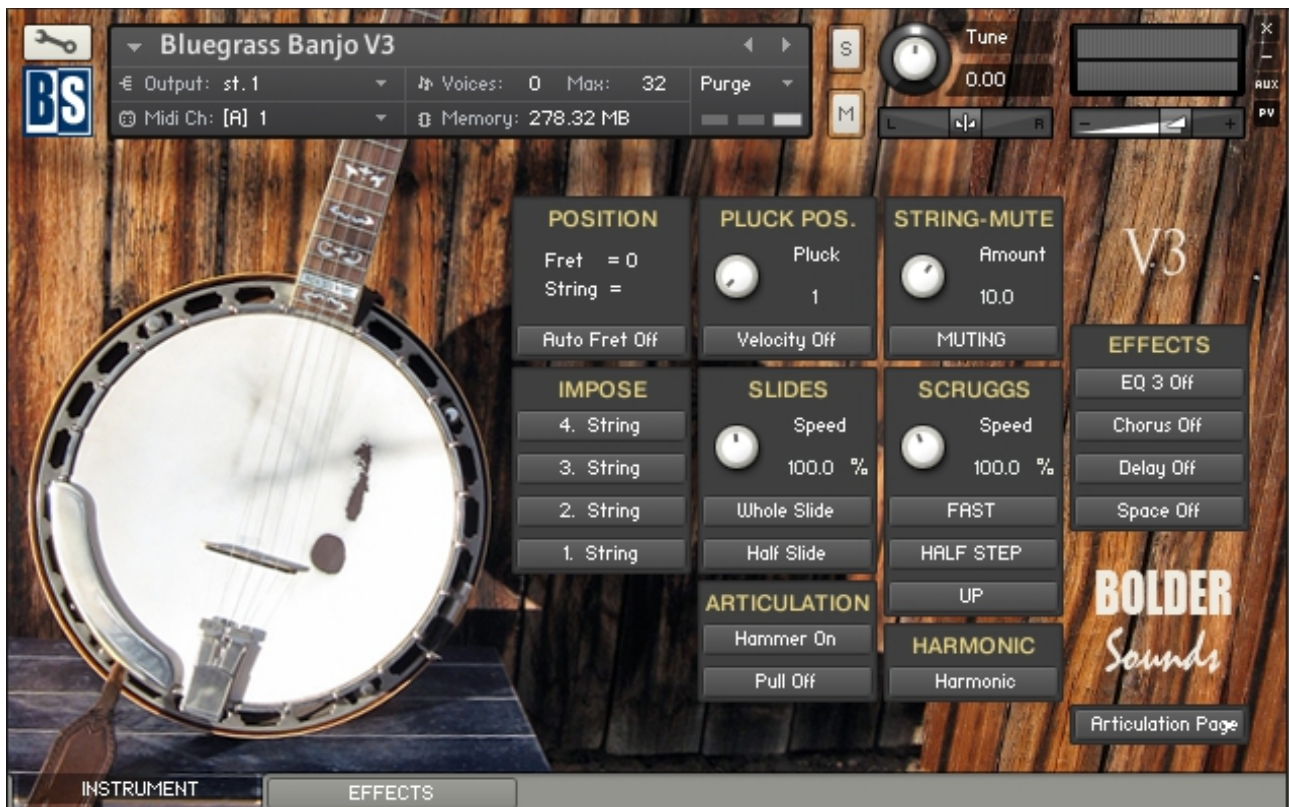 Bluegrass Banjo V3
S
Tune
0.00
X
–
AUX
PV
BS
Output: st.1
Voices: 0 Max: 32
Purge
Midi Ch: [A] 1
Memory: 278.32 MB
M
L R
- +
POSITION
Fret = 0
String =
Auto Fret Off
PLUCK POS.
Pluck
1
Velocity Off
STRING-MUTE
Amount
10.0
MUTING
V3
IMPOSE
4. String
3. String
2. String
1. String
SLIDES
Speed
100.0 %
Whole Slide
Half Slide
SCRUGGS
Speed
100.0 %
FAST
HALF STEP
UP
EFFECTS
EQ 3 Off
Chorus Off
Delay Off
Space Off
ARTICULATION
Hammer On
Pull Off
HARMONIC
Harmonic
BOLDER
Sounds
Articulation Page
INSTRUMENT
EFFECTS